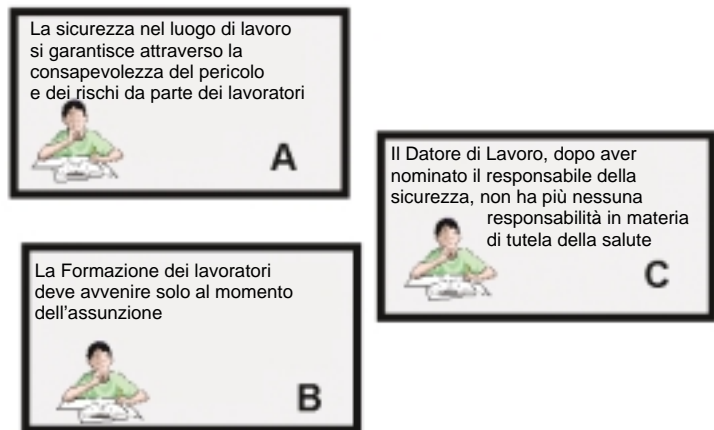 La sicurezza nel luogo di lavoro
si garantisce attraverso la
consapevolezza del pericolo
e dei rischi da parte dei lavoratori
A
La Formazione dei lavoratori
deve avvenire solo al momento
dell'assunzione
B
Il Datore di Lavoro, dopo aver
nominato il responsabile della
sicurezza, non ha più nessuna
responsabilità in materia
di tutela della salute
C